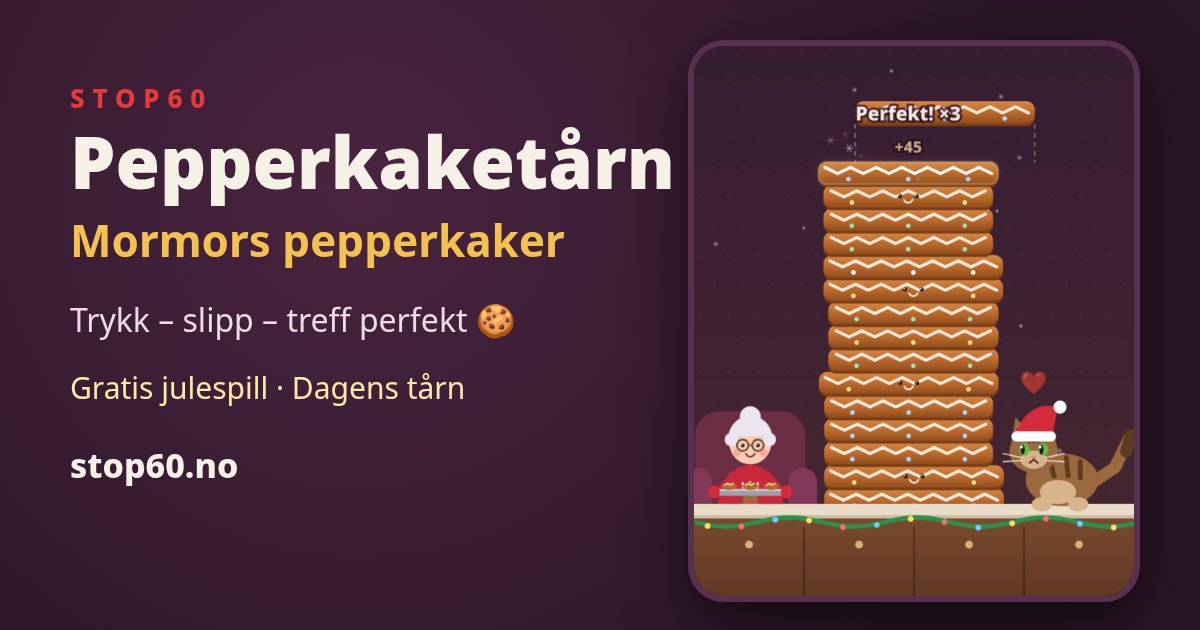 STOP60
Pepperkaketårn
Mormors pepperkaker
Trykk – slipp – treff perfekt 🍪
Gratis julespill · Dagens tårn
stop60.no
Perfekt! ×3
+45